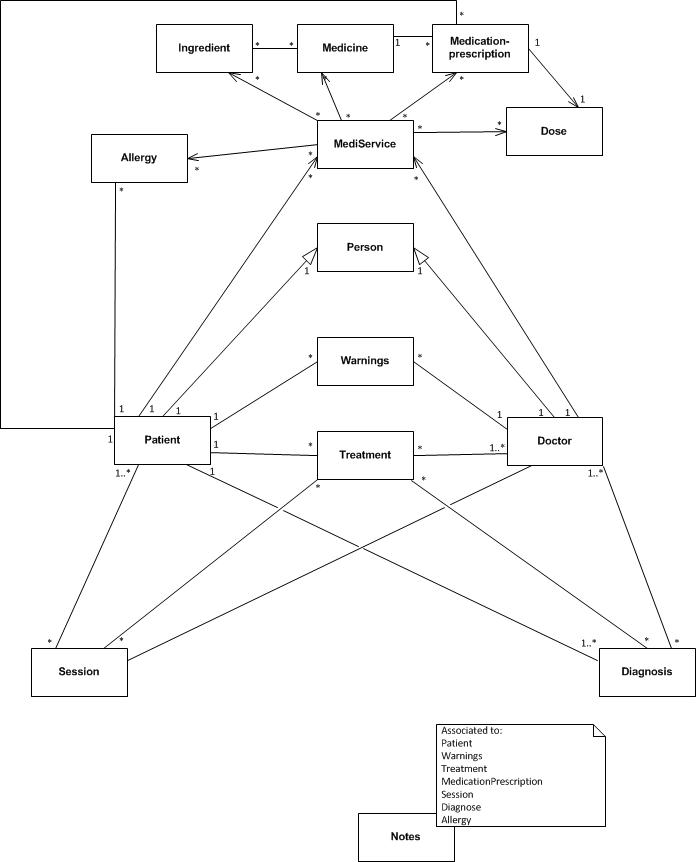 *
Ingredient
* *
Medicine
1 *
Medication-
prescription
1
* *
* * *
1
MediService
* *
Dose
Allergy
* *
*
* *
Person
1 1
* *
Warnings
1 1 1 1 1 1 1
1
Patient
1 *
Treatment
* 1..*
Doctor
1..* 1 * * 1..*
* * 1..* * *
Session
Diagnosis
Associated to:
Patient
Warnings
Treatment
MedicationPrescription
Session
Diagnose
Allergy
Notes